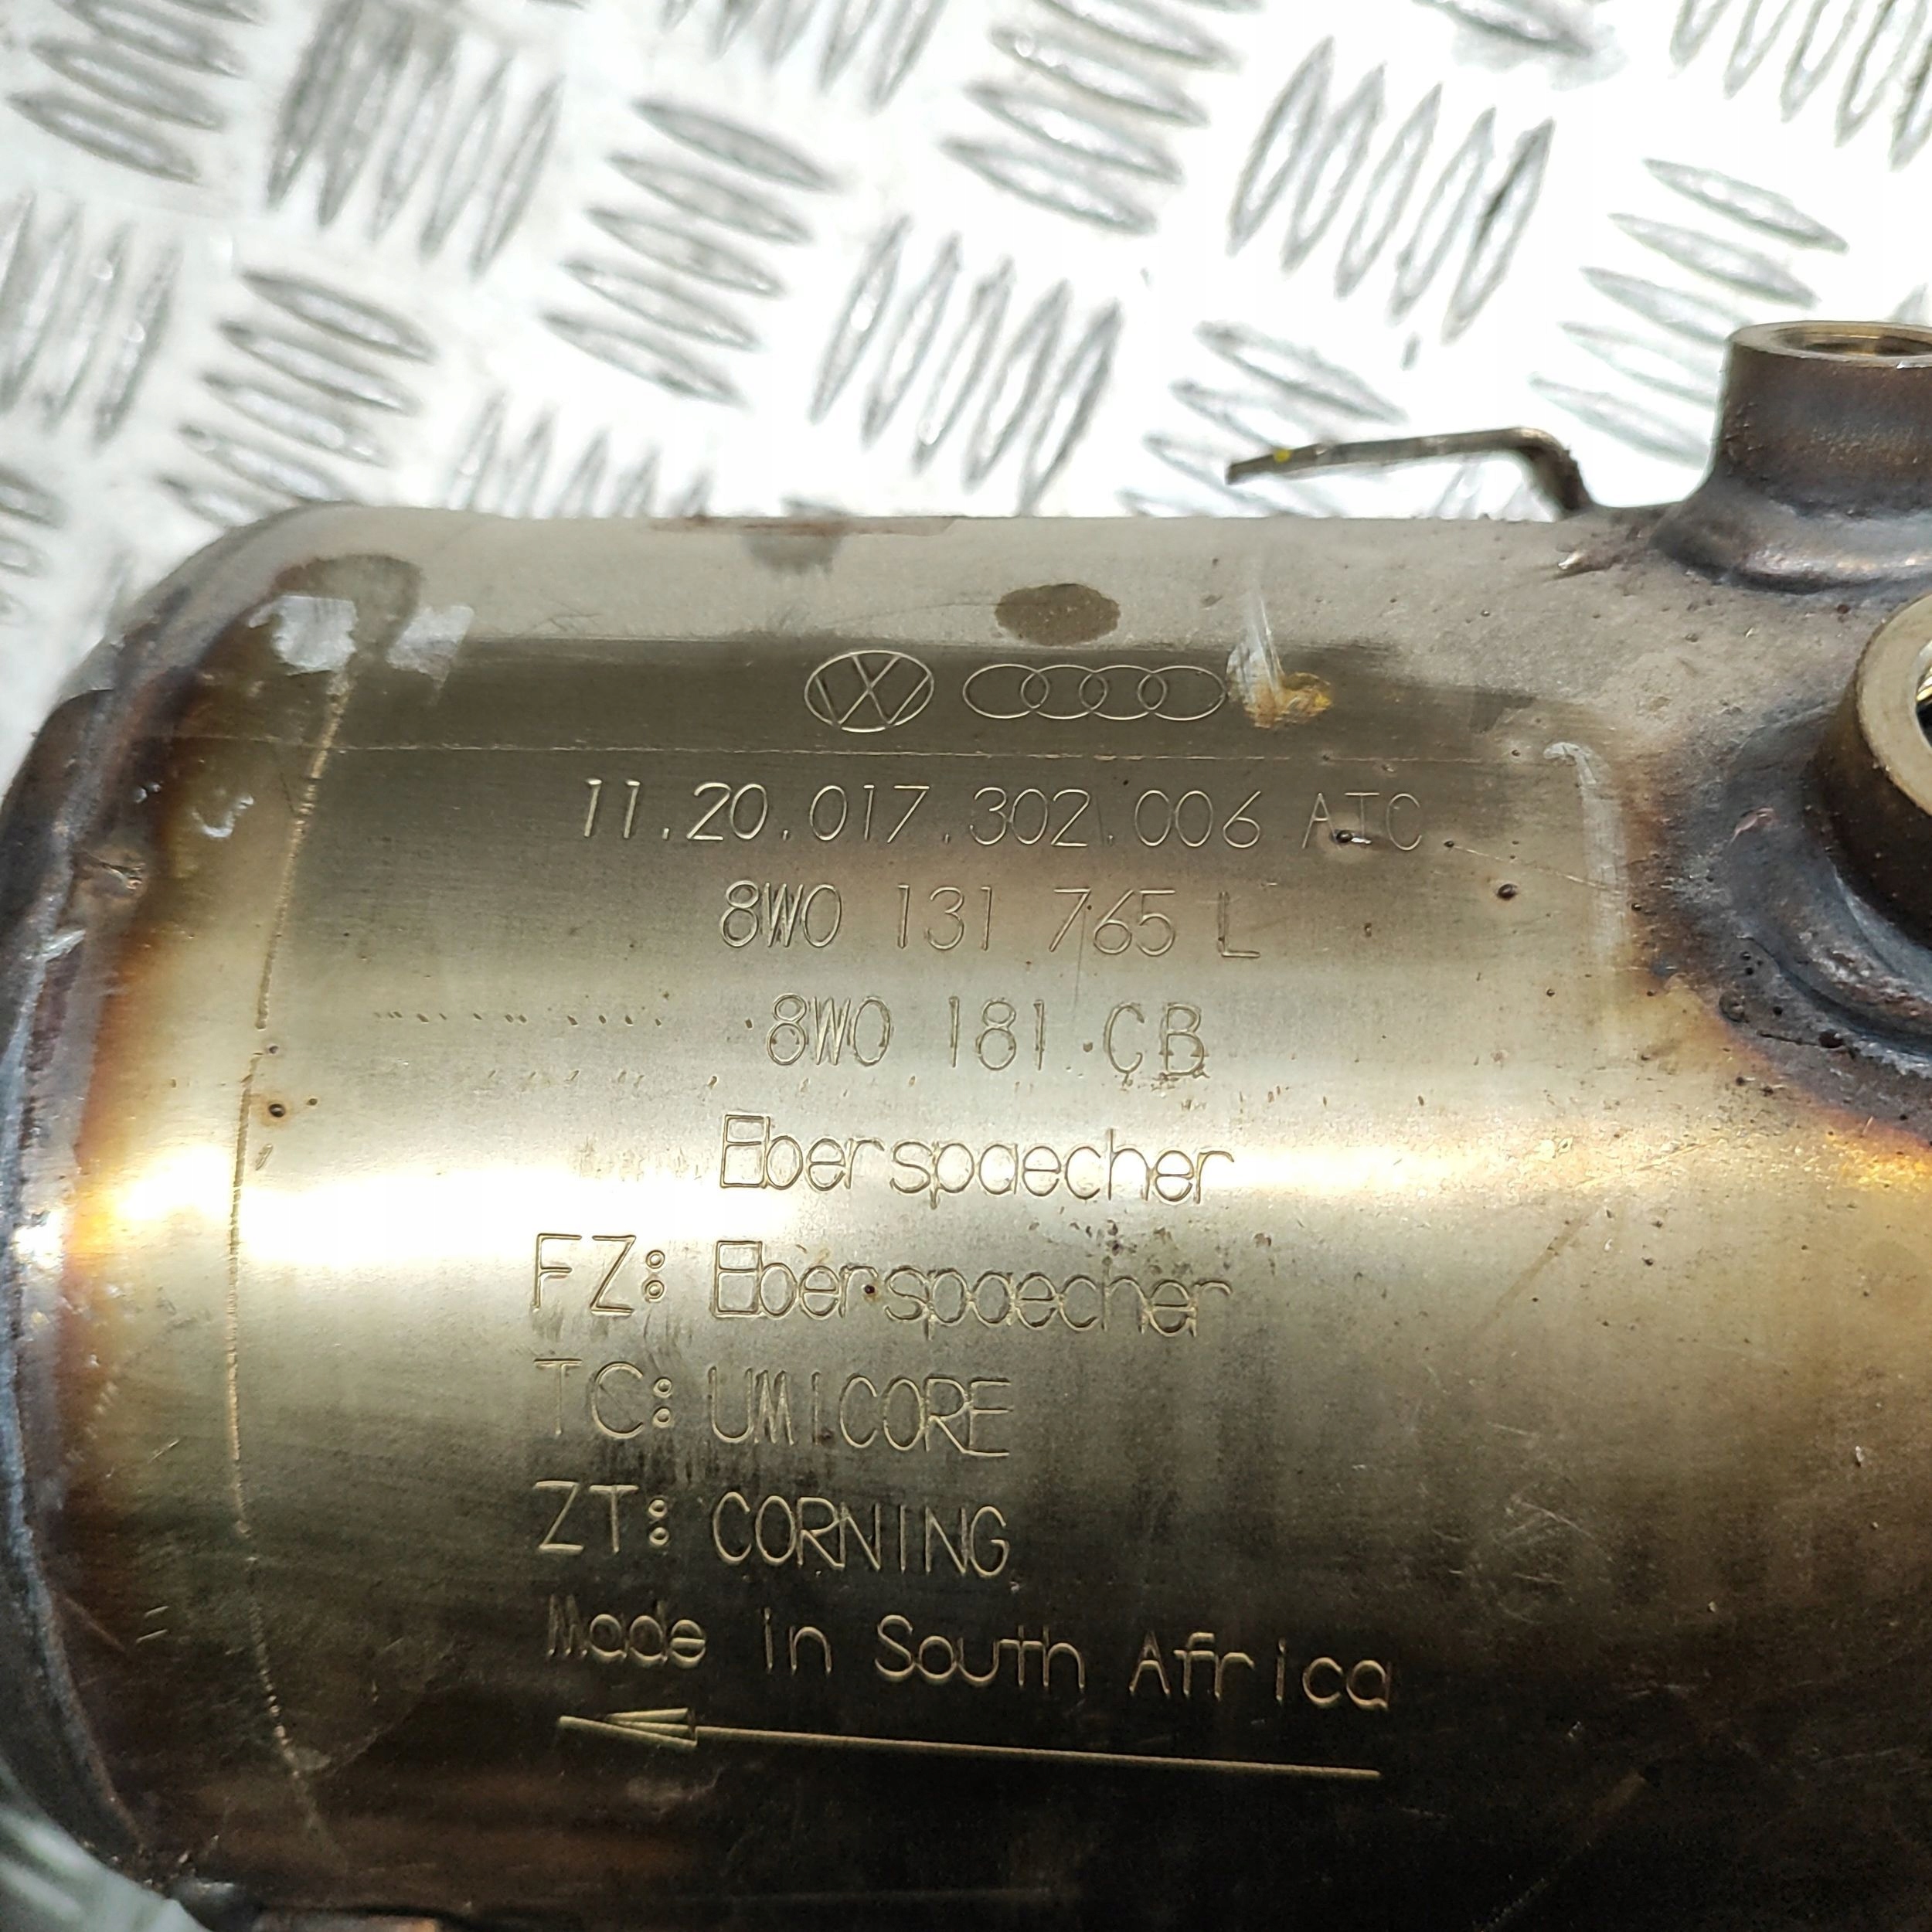 11.20.017.302.006 ATC
8W0 131 765 L
8W0 181 CB
Eberspaecher
FZ: Eberspaecher
TC: UMICORE
ZT: CORNING
Made in South Africa